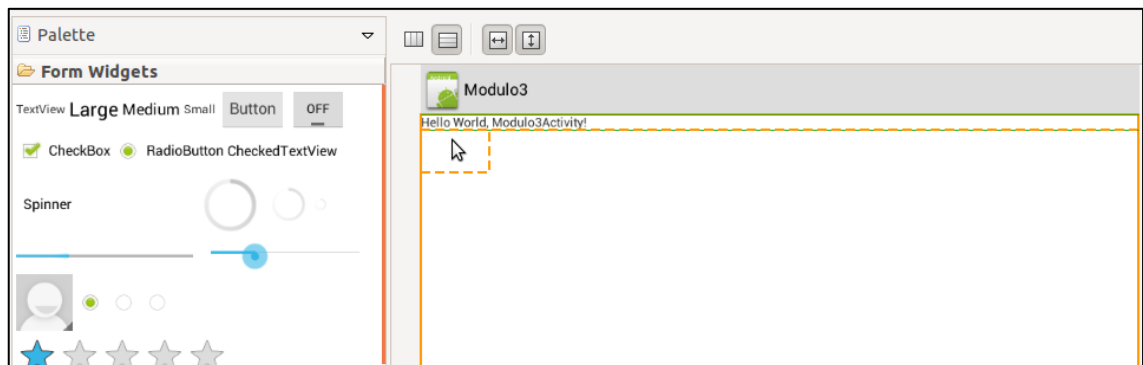 Palette
Form Widgets
TextView Large Medium Small Button OFF
CheckBox RadioButton CheckedTextView
Spinner
Modulo3
Hello World, Modulo3Activity!